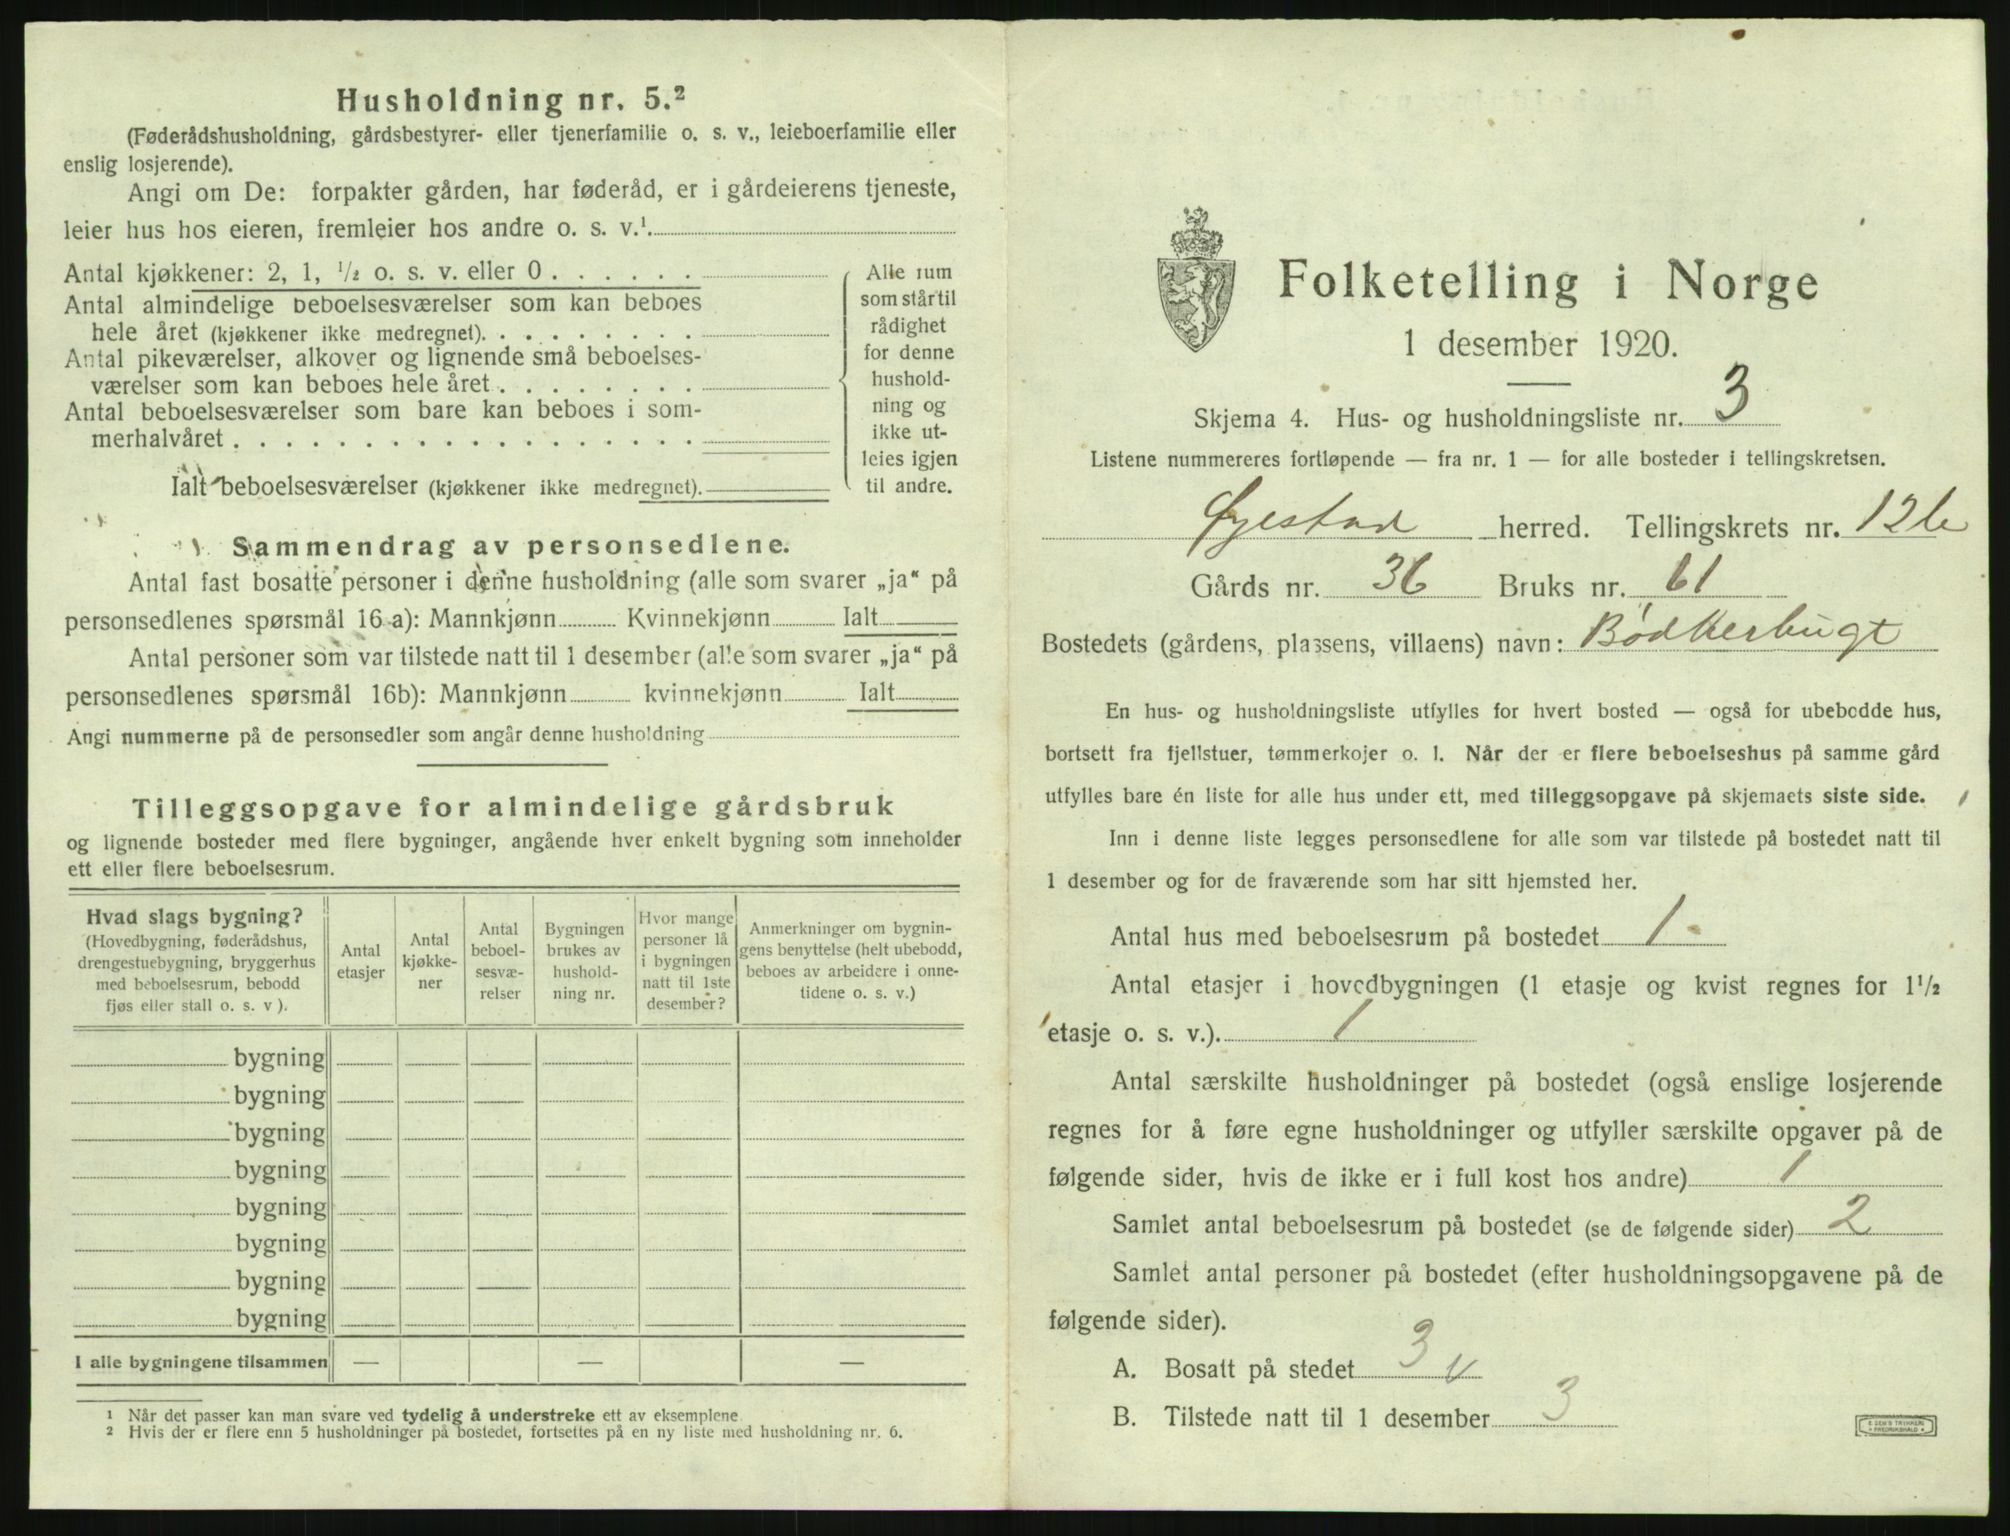 Husholdning nr. 5.²
(Føderådshusholdning, gårdsbestyrer- eller tjenerfamilie o. s. v., leieboerfamilie eller
enslig losjerende).
Angi om De: forpakter gården, har føderåd, er i gårdeierens tjeneste,
leier hus hos eieren, fremleier hos andre o. s. v.¹
Antal kjøkkener: 2, 1, ¹/₂ o. s. v. eller 0 . . . . . .
Antal almindelige beboelsesværelser som kan beboes
hele året (kjøkkener ikke medregnet). . . . . . . . .
Antal pikeværelser, alkover og lignende små beboelses-
værelser som kan beboes hele året . . . . . . . .
Antal beboelsesværelser som bare kan beboes i som-
merhalvåret . . . . . . . . . . . . . . . . . .
Ialt beboelsesværelser (kjøkkener ikke medregnet).
Alle rum
som står til
rådighet
for denne
hushold-
ning og
ikke ut-
leies igjen
til andre.
Sammendrag av personsedlene.
Antal fast bosatte personer i denne husholdning (alle som svarer „ja“ på
personsedlenes spørsmål 16 a): Mannkjønn Kvinnekjønn Ialt
Antal personer som var tilstede natt til 1 desember (alle som svarer „ja“ på
personsedlenes spørsmål 16b): Mannkjønn kvinnekjønn Ialt
Angi nummerne på de personsedler som angår denne husholdning
Tilleggsopgave for almindelige gårdsbruk
og lignende bosteder med flere bygninger, angående hver enkelt bygning som inneholder
ett eller flere beboelsesrum.
Hvad slags bygning?
(Hovedbygning, føderådshus,
drengestuebygning, bryggerhus
med beboelsesrum, bebodd
fjøs eller stall o. s. v ).
Antal
etasjer
Antal
kjøkke-
ner
Antal
beboel-
sesvæ-
relser
Bygningen
brukes av
hushold-
ning nr.
Hvor mange
personer lå
i bygningen
natt til 1ste
desember?
Anmerkninger om bygnin-
gens benyttelse (helt ubebodd,
beboes av arbeidere i onne-
tidene o. s. v.)
bygning
bygning
bygning
bygning
bygning
bygning
bygning
bygning
I alle bygningene tilsammen — — —
¹ Når det passer kan man svare ved tydelig å understreke ett av eksemplene
² Hvis der er flere enn 5 husholdninger på bostedet, fortsettes på en ny liste med husholdning nr. 6.
Folketelling i Norge
1 desember 1920.
Skjema 4. Hus- og husholdningsliste nr. 3
Listene nummereres fortløpende — fra nr. 1 — for alle bosteder i tellingskretsen.
Øyestad herred. Tellingskrets nr. 12b
Gårds nr. 36 Bruks nr. 61
Bostedets (gårdens, plassens, villaens) navn: Bødkerbugt
En hus- og husholdningsliste utfylles for hvert bosted — også for ubebodde hus,
bortsett fra fjellstuer, tømmerkojer o. l. Når der er flere beboelseshus på samme gård
utfylles bare én liste for alle hus under ett, med tilleggsopgave på skjemaets siste side.
Inn i denne liste legges personsedlene for alle som var tilstede på bostedet natt til
1 desember og for de fraværende som har sitt hjemsted her.
Antal hus med beboelsesrum på bostedet 1
Antal etasjer i hovedbygningen (1 etasje og kvist regnes for 1¹/₂
etasje o. s. v.). 1
Antal særskilte husholdninger på bostedet (også enslige losjerende
regnes for å føre egne husholdninger og utfyller særskilte opgaver på de
følgende sider, hvis de ikke er i full kost hos andre) 1
Samlet antal beboelsesrum på bostedet (se de følgende sider) 2
Samlet antal personer på bostedet (efter husholdningsopgavene på de
følgende sider).
A. Bosatt på stedet 3 v
B. Tilstede natt til 1 desember 3
E. SEM'S TRYKKERI
FREDRIKSHALD